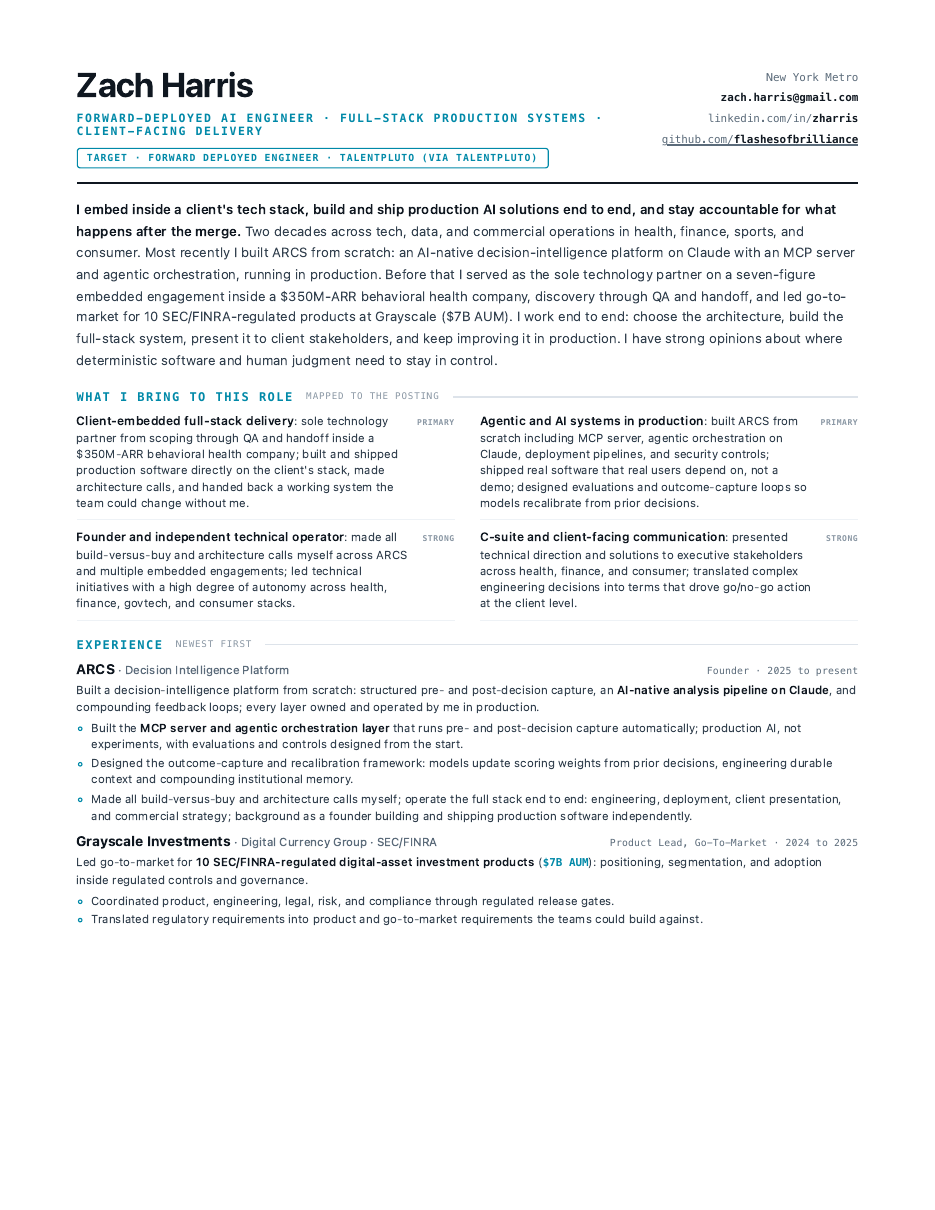 Zach Harris
FORWARD-DEPLOYED AI ENGINEER · FULL-STACK PRODUCTION SYSTEMS ·
CLIENT-FACING DELIVERY
TARGET · FORWARD DEPLOYED ENGINEER · TALENTPLUTO (VIA TALENTPLUTO)
New York Metro
zach.harris@gmail.com
linkedin.com/in/zharris
github.com/flashesofbrilliance
I embed inside a client's tech stack, build and ship production AI solutions end to end, and stay accountable for what
happens after the merge. Two decades across tech, data, and commercial operations in health, finance, sports, and
consumer. Most recently I built ARCS from scratch: an AI-native decision-intelligence platform on Claude with an MCP server
and agentic orchestration, running in production. Before that I served as the sole technology partner on a seven-figure
embedded engagement inside a $350M-ARR behavioral health company, discovery through QA and handoff, and led go-to-
market for 10 SEC/FINRA-regulated products at Grayscale ($7B AUM). I work end to end: choose the architecture, build the
full-stack system, present it to client stakeholders, and keep improving it in production. I have strong opinions about where
deterministic software and human judgment need to stay in control.
WHAT I BRING TO THIS ROLE MAPPED TO THE POSTING
Client-embedded full-stack delivery: sole technology PRIMARY
partner from scoping through QA and handoff inside a
$350M-ARR behavioral health company; built and shipped
production software directly on the client's stack, made
architecture calls, and handed back a working system the
team could change without me.
Agentic and AI systems in production: built ARCS from PRIMARY
scratch including MCP server, agentic orchestration on
Claude, deployment pipelines, and security controls;
shipped real software that real users depend on, not a
demo; designed evaluations and outcome-capture loops so
models recalibrate from prior decisions.
Founder and independent technical operator: made all STRONG
build-versus-buy and architecture calls myself across ARCS
and multiple embedded engagements; led technical
initiatives with a high degree of autonomy across health,
finance, govtech, and consumer stacks.
C-suite and client-facing communication: presented STRONG
technical direction and solutions to executive stakeholders
across health, finance, and consumer; translated complex
engineering decisions into terms that drove go/no-go action
at the client level.
EXPERIENCE NEWEST FIRST
ARCS · Decision Intelligence Platform Founder · 2025 to present
Built a decision-intelligence platform from scratch: structured pre- and post-decision capture, an AI-native analysis pipeline on Claude, and
compounding feedback loops; every layer owned and operated by me in production.
Built the MCP server and agentic orchestration layer that runs pre- and post-decision capture automatically; production AI, not
experiments, with evaluations and controls designed from the start.
Designed the outcome-capture and recalibration framework: models update scoring weights from prior decisions, engineering durable
context and compounding institutional memory.
Made all build-versus-buy and architecture calls myself; operate the full stack end to end: engineering, deployment, client presentation,
and commercial strategy; background as a founder building and shipping production software independently.
Grayscale Investments · Digital Currency Group · SEC/FINRA Product Lead, Go-To-Market · 2024 to 2025
Led go-to-market for 10 SEC/FINRA-regulated digital-asset investment products ($7B AUM): positioning, segmentation, and adoption
inside regulated controls and governance.
Coordinated product, engineering, legal, risk, and compliance through regulated release gates.
Translated regulatory requirements into product and go-to-market requirements the teams could build against.